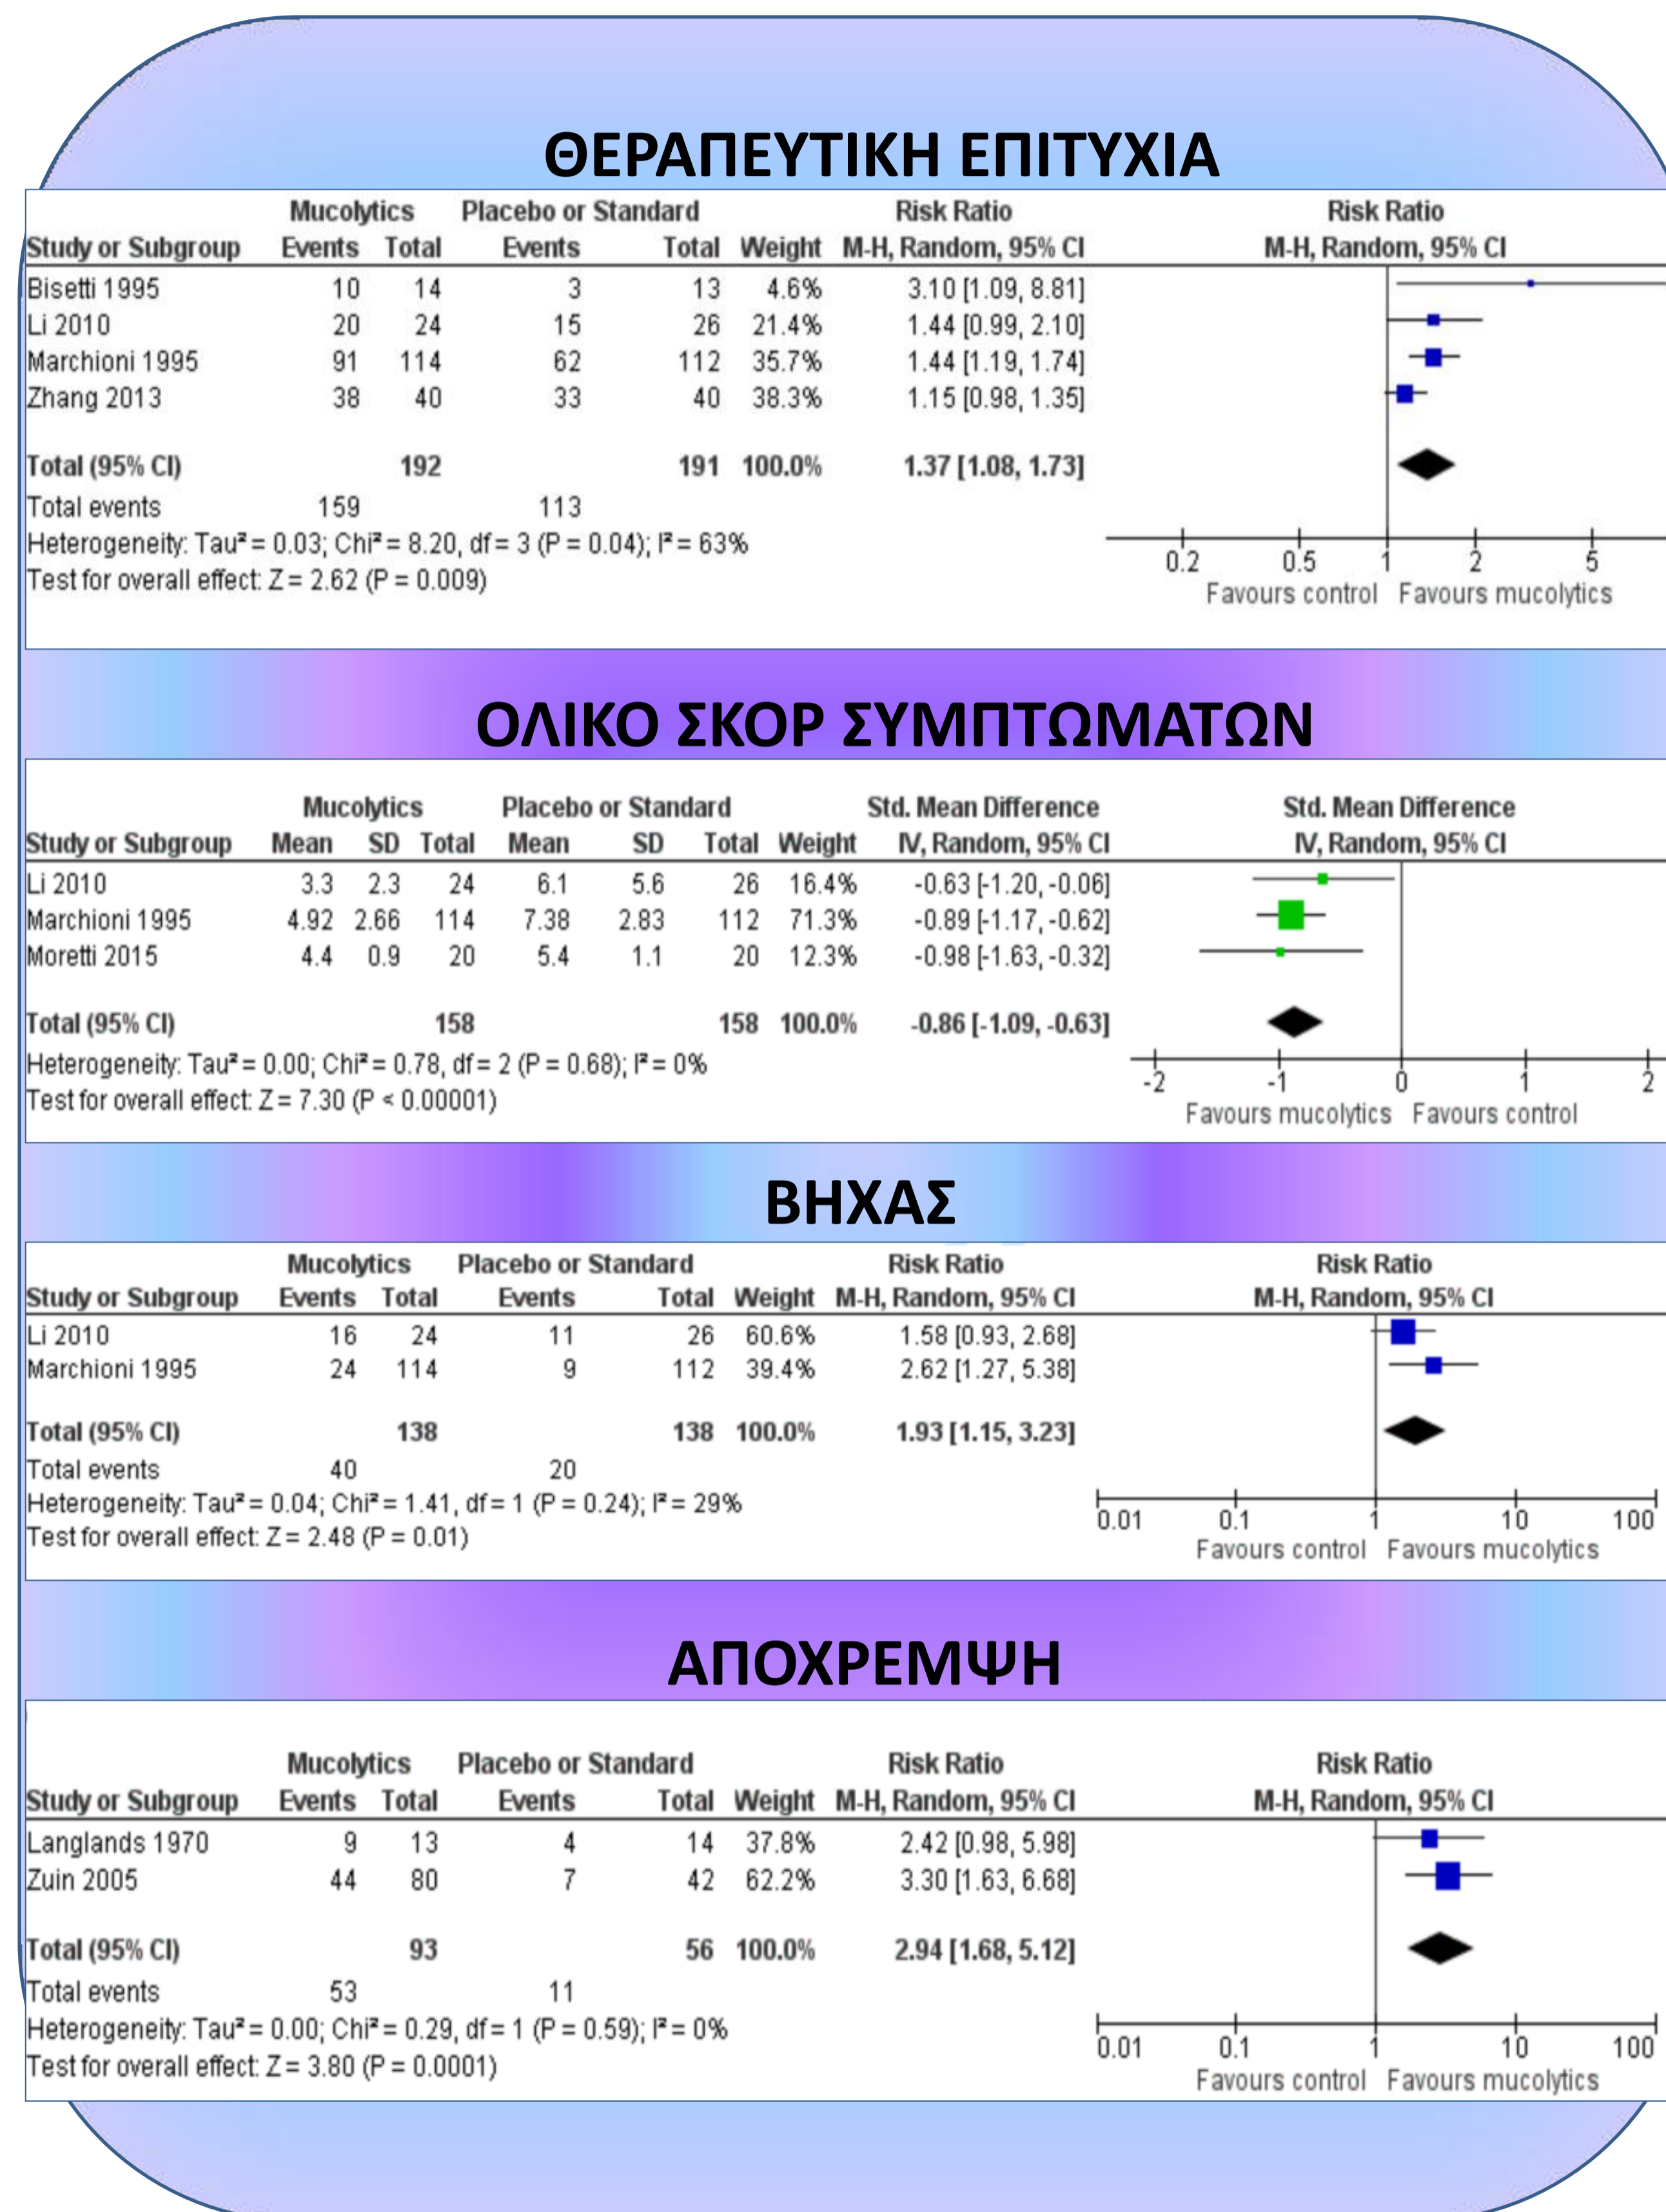 ΘΕΡΑΠΕΥΤΙΚΗ ΕΠΙΤΥΧΙΑ
Mucolytics Placebo or Standard Risk Ratio Risk Ratio
Study or Subgroup Events Total Events Total Weight M-H, Random, 95% CI M-H, Random, 95% CI
Bisetti 1995 10 14 3 13 4.6% 3.10 [1.09, 8.81]
Li 2010 20 24 15 26 21.4% 1.44 [0.99, 2.10]
Marchioni 1995 91 114 62 112 35.7% 1.44 [1.19, 1.74]
Zhang 2013 38 40 33 40 38.3% 1.15 [0.98, 1.35]
Total (95% CI) 192 191 100.0% 1.37 [1.08, 1.73]
Total events 159 113
Heterogeneity: Tau² = 0.03; Chi² = 8.20, df = 3 (P = 0.04); I² = 63%
Test for overall effect: Z = 2.62 (P = 0.009)
0.2 0.5 1 2 5
Favours control Favours mucolytics
ΟΛΙΚΟ ΣΚΟΡ ΣΥΜΠΤΩΜΑΤΩΝ
Mucolytics Placebo or Standard Std. Mean Difference Std. Mean Difference
Study or Subgroup Mean SD Total Mean SD Total Weight IV, Random, 95% CI IV, Random, 95% CI
Li 2010 3.3 2.3 24 6.1 5.6 26 16.4% -0.63 [-1.20, -0.06]
Marchioni 1995 4.92 2.66 114 7.38 2.83 112 71.3% -0.89 [-1.17, -0.62]
Moretti 2015 4.4 0.9 20 5.4 1.1 20 12.3% -0.98 [-1.63, -0.32]
Total (95% CI) 158 158 100.0% -0.86 [-1.09, -0.63]
Heterogeneity: Tau² = 0.00; Chi² = 0.78, df = 2 (P = 0.68); I² = 0%
Test for overall effect: Z = 7.30 (P < 0.00001)
-2 -1 0 1 2
Favours mucolytics Favours control
ΒΗΧΑΣ
Mucolytics Placebo or Standard Risk Ratio Risk Ratio
Study or Subgroup Events Total Events Total Weight M-H, Random, 95% CI M-H, Random, 95% CI
Li 2010 16 24 11 26 60.6% 1.58 [0.93, 2.68]
Marchioni 1995 24 114 9 112 39.4% 2.62 [1.27, 5.38]
Total (95% CI) 138 138 100.0% 1.93 [1.15, 3.23]
Total events 40 20
Heterogeneity: Tau² = 0.04; Chi² = 1.41, df = 1 (P = 0.24); I² = 29%
Test for overall effect: Z = 2.48 (P = 0.01)
0.01 0.1 1 10 100
Favours control Favours mucolytics
ΑΠΟΧΡΕΜΨΗ
Mucolytics Placebo or Standard Risk Ratio Risk Ratio
Study or Subgroup Events Total Events Total Weight M-H, Random, 95% CI M-H, Random, 95% CI
Langlands 1970 9 13 4 14 37.8% 2.42 [0.98, 5.98]
Zuin 2005 44 80 7 42 62.2% 3.30 [1.63, 6.68]
Total (95% CI) 93 56 100.0% 2.94 [1.68, 5.12]
Total events 53 11
Heterogeneity: Tau² = 0.00; Chi² = 0.29, df = 1 (P = 0.59); I² = 0%
Test for overall effect: Z = 3.80 (P = 0.0001)
0.01 0.1 1 10 100
Favours control Favours mucolytics